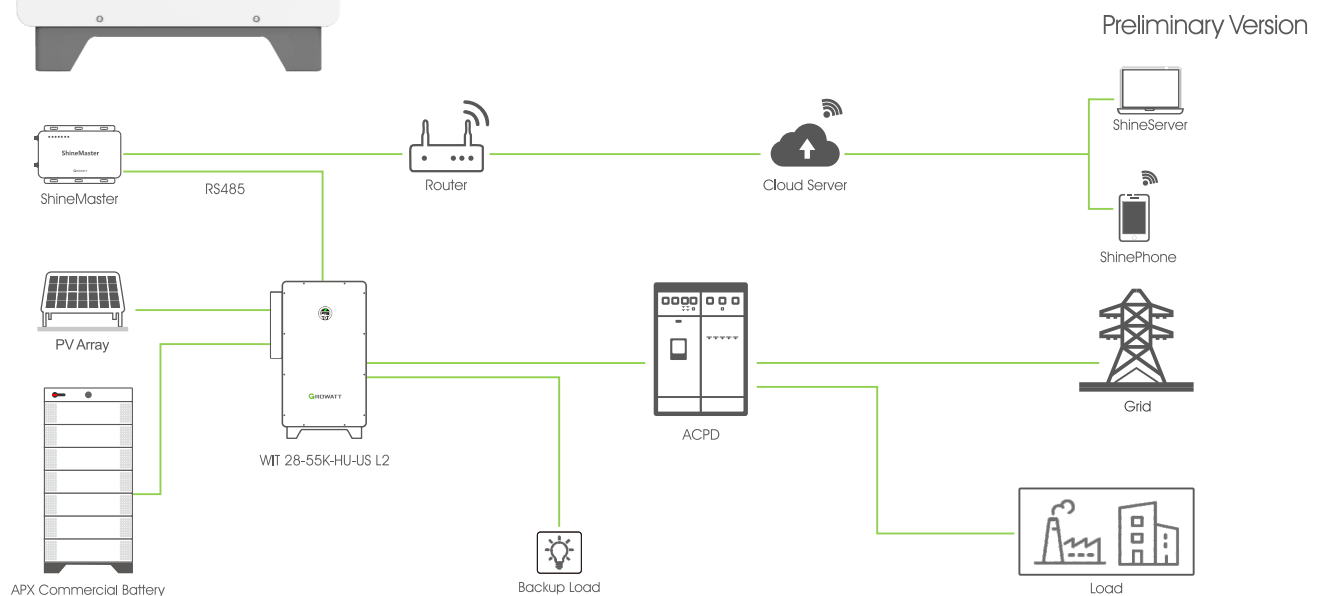 Preliminary Version
ShineServer
ShineMaster
GROWATT
ShineMaster
RS485
Router
Cloud Server
ShinePhone
PV Array
GROWATT
WIT 28-55K-HU-US L2
ACPD
Grid
APX Commercial Battery
Backup Load
Load